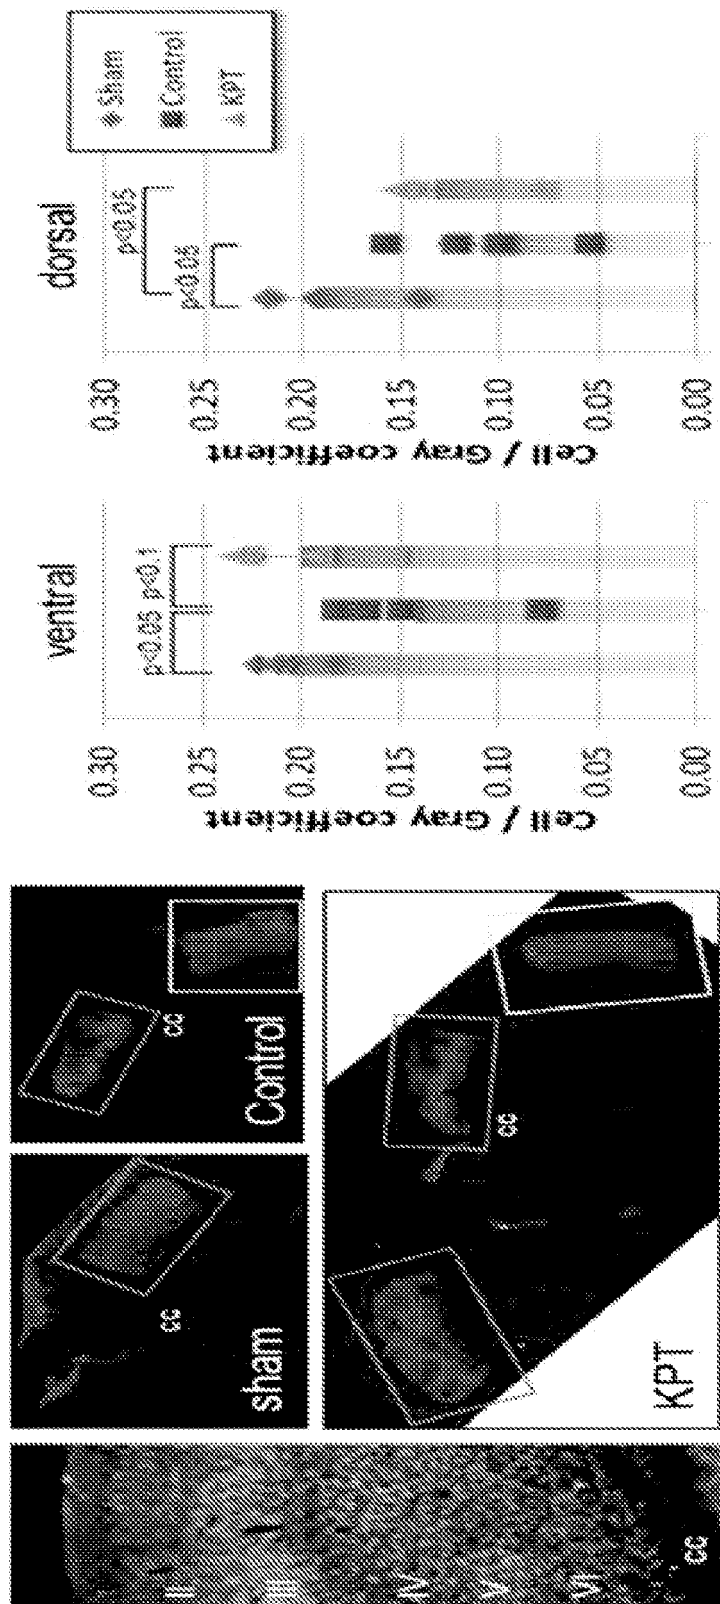 II
III
IV
V
VI
cc
sham
cc
Control
cc
KPT
cc
ventral
Cell / Gray coefficient
0.30
0.25
0.20
0.15
0.10
0.05
0.00
p<0.05
p<0.1
dorsal
Cell / Gray coefficient
0.30
0.25
0.20
0.15
0.10
0.05
0.00
p<0.05
p<0.05
Sham
Control
KPT